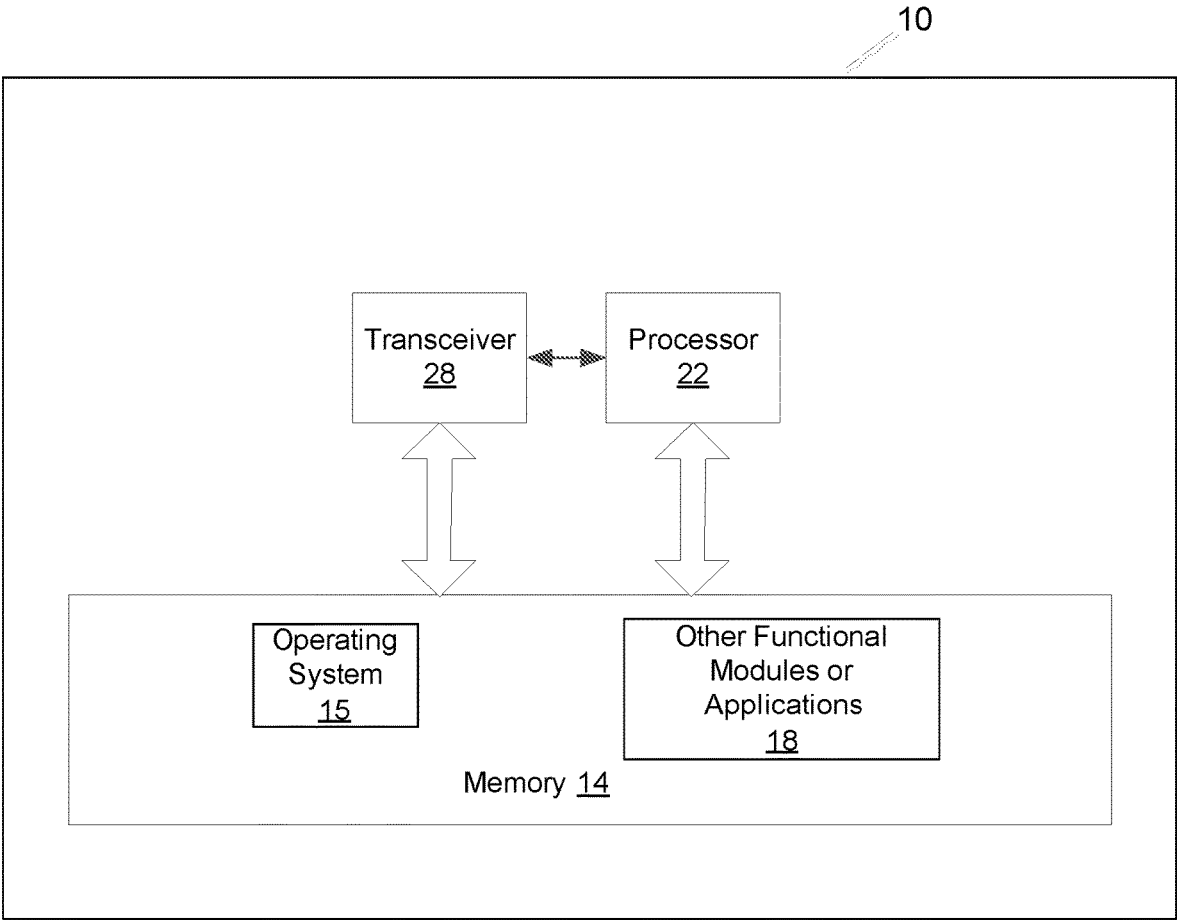 10
Transceiver
28
Processor
22
Operating
System
15
Other Functional
Modules or
Applications
18
Memory 14